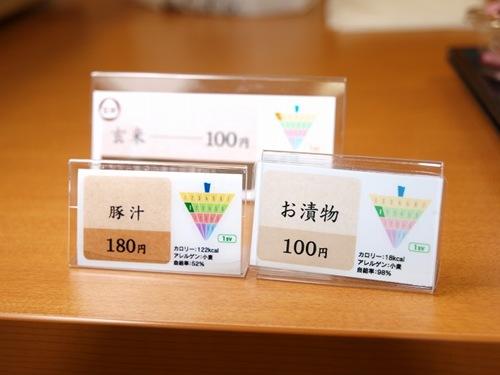 玄米 100円
豚汁
180円
1sv
カロリー:122kcal
アレルゲン:小麦
自給率:52%
お漬物
100円
1sv
カロリー:18kcal
アレルゲン:小麦
自給率:98%